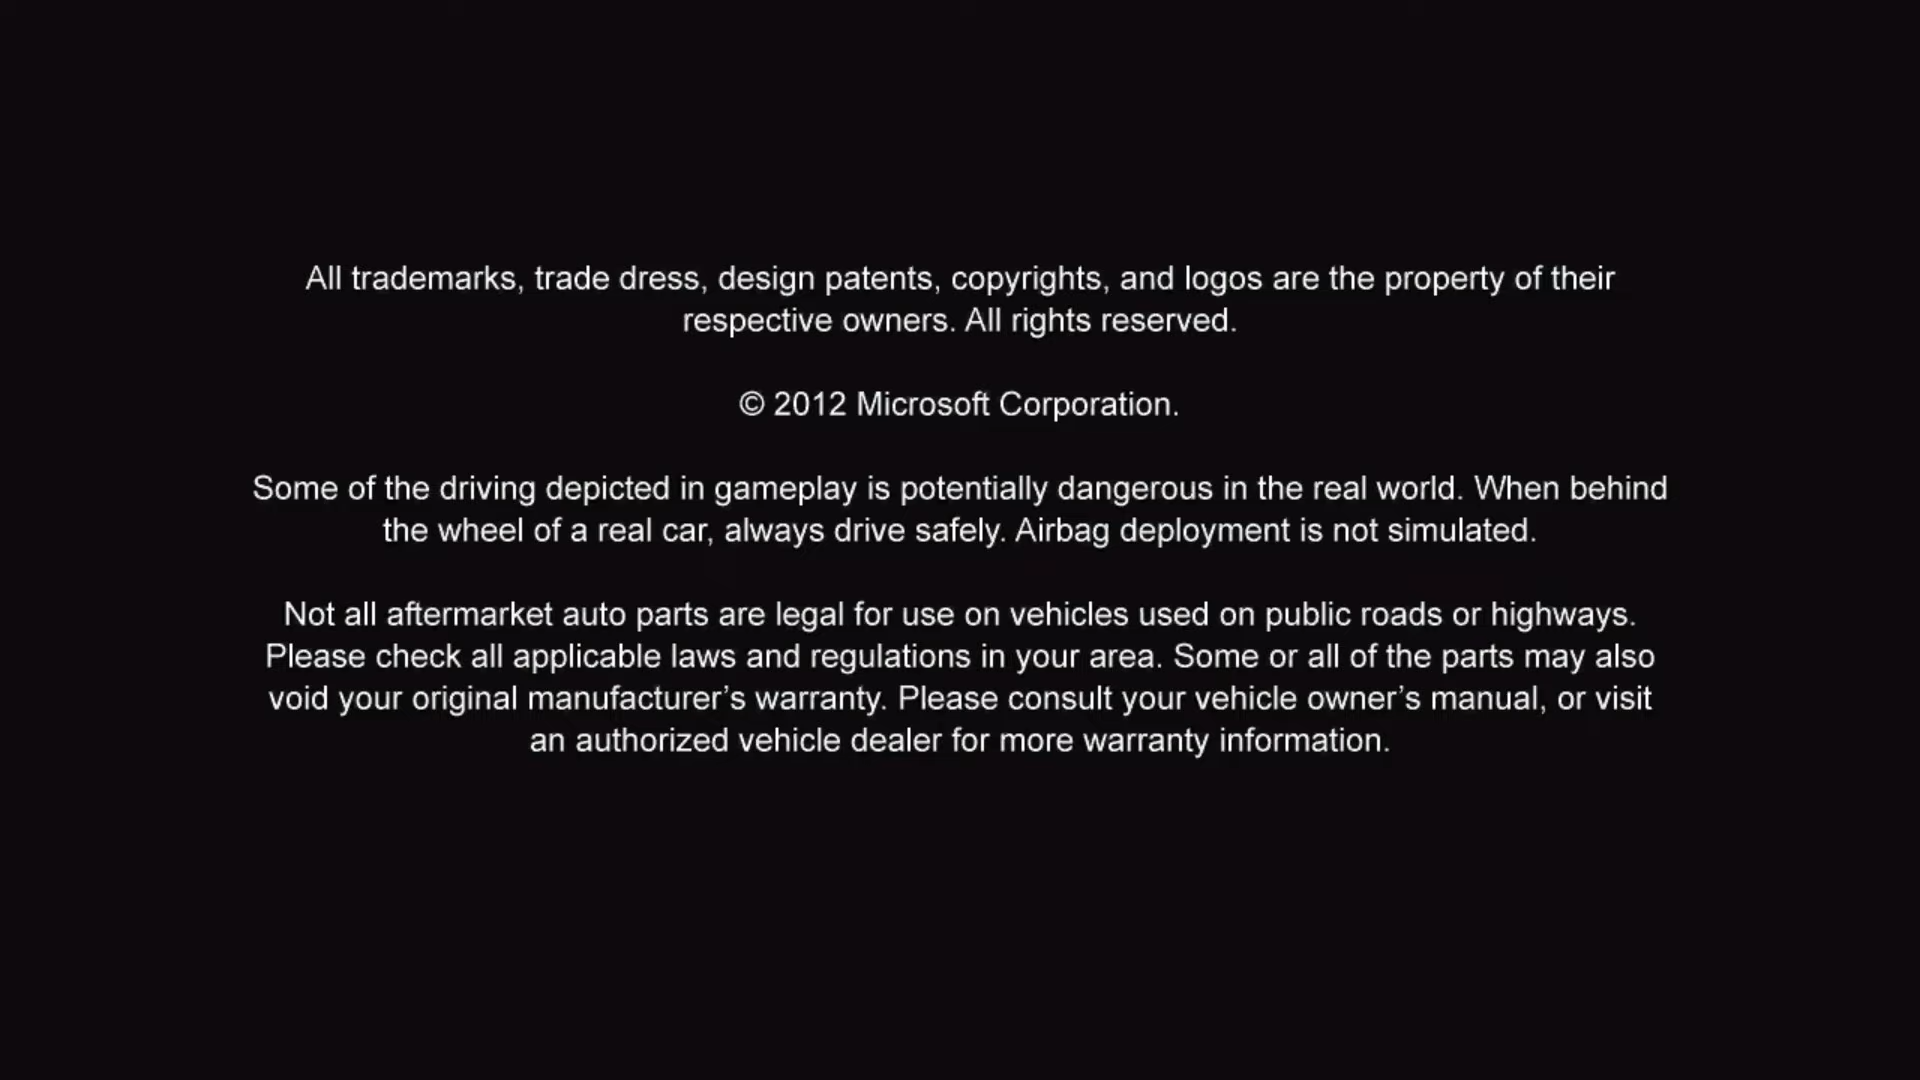 All trademarks, trade dress, design patents, copyrights, and logos are the property of their
respective owners. All rights reserved.
© 2012 Microsoft Corporation.
Some of the driving depicted in gameplay is potentially dangerous in the real world. When behind
the wheel of a real car, always drive safely. Airbag deployment is not simulated.
Not all aftermarket auto parts are legal for use on vehicles used on public roads or highways.
Please check all applicable laws and regulations in your area. Some or all of the parts may also
void your original manufacturer’s warranty. Please consult your vehicle owner’s manual, or visit
an authorized vehicle dealer for more warranty information.